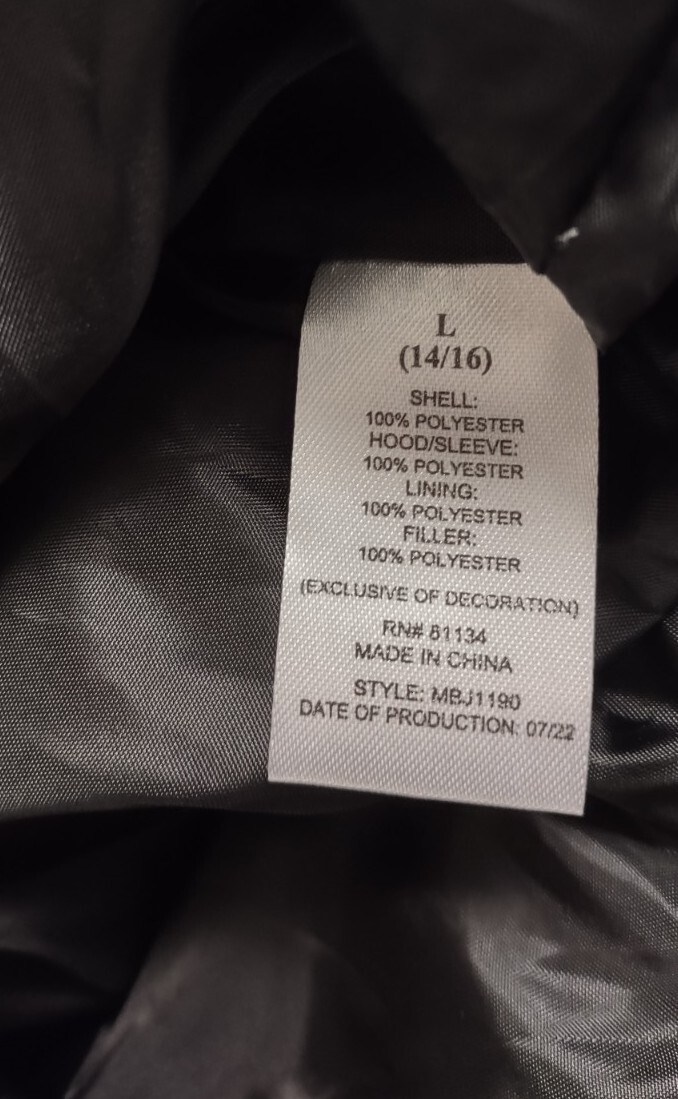 L
(14/16)
SHELL:
100% POLYESTER
HOOD/SLEEVE:
100% POLYESTER
LINING:
100% POLYESTER
FILLER:
100% POLYESTER
(EXCLUSIVE OF DECORATION)
RN# 81134
MADE IN CHINA
STYLE: MBJ1190
DATE OF PRODUCTION: 07/22